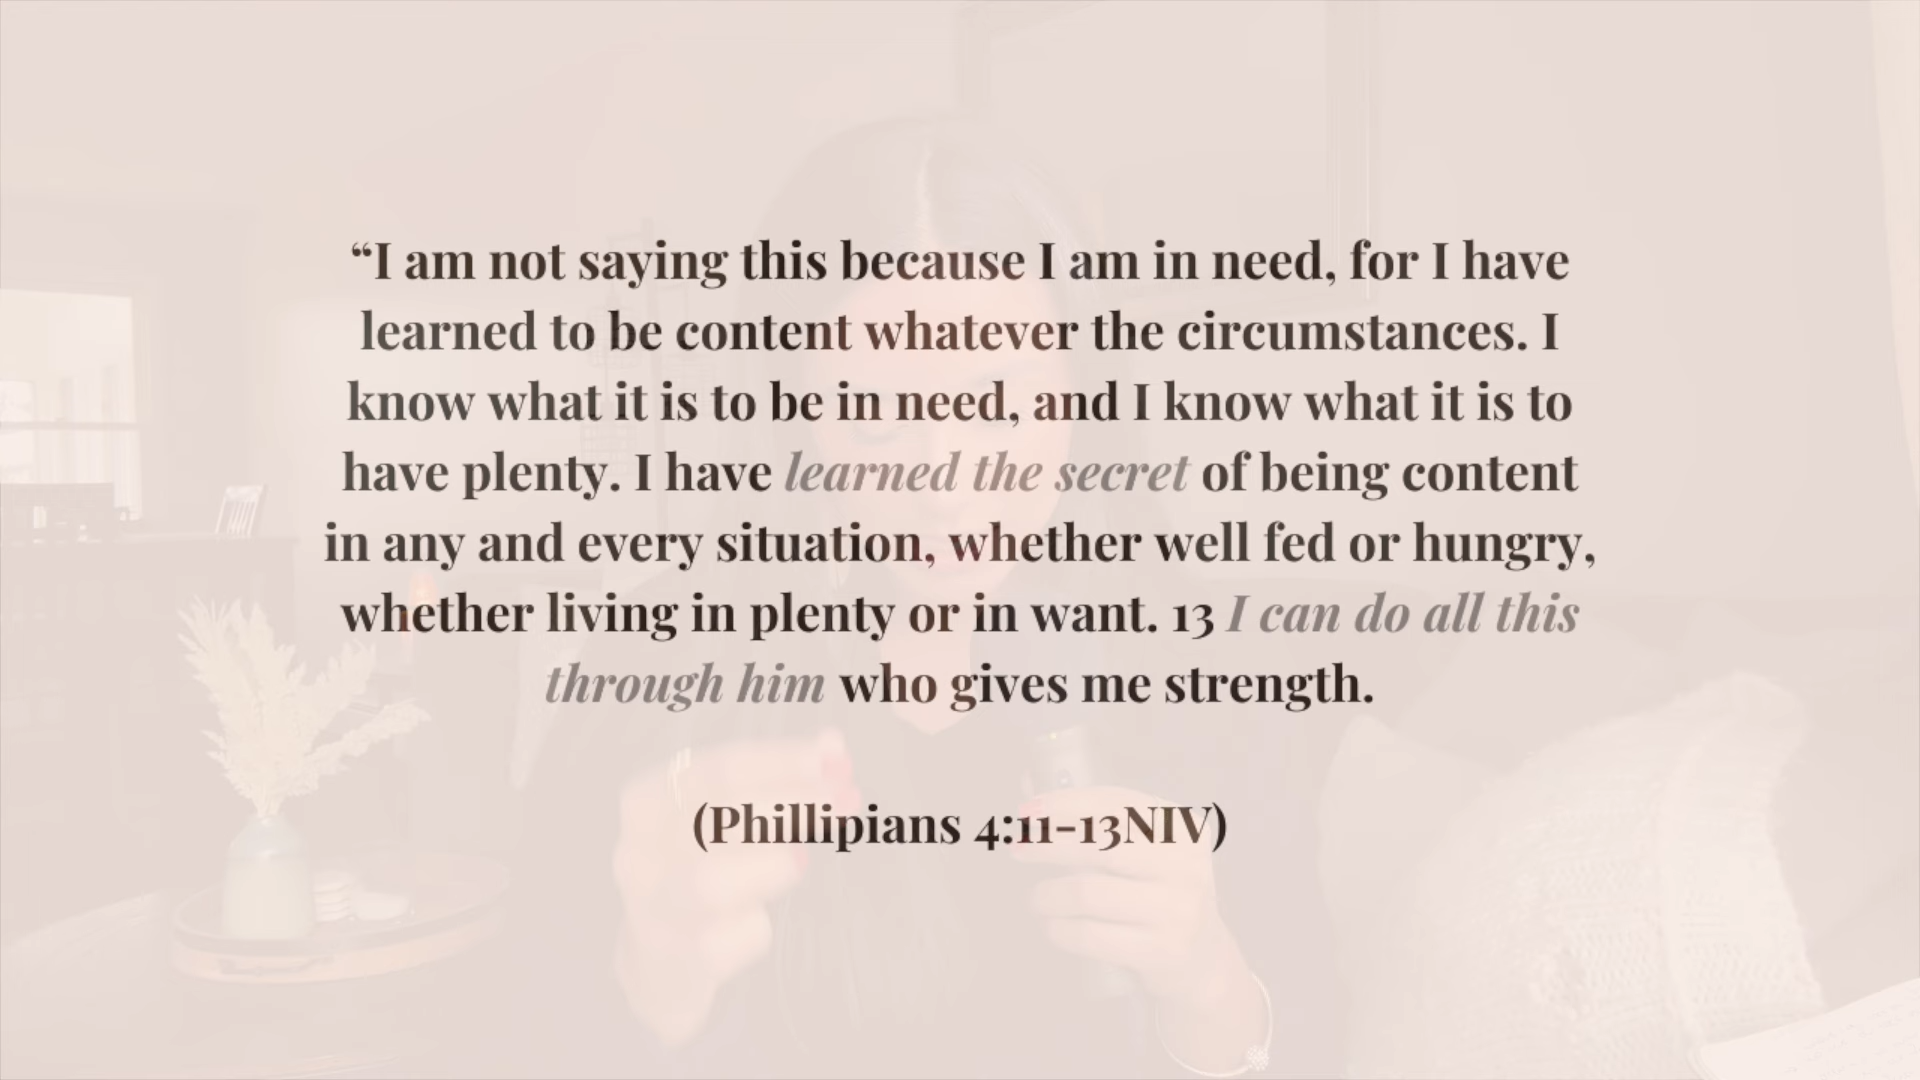 “I am not saying this because I am in need, for I have
learned to be content whatever the circumstances. I
know what it is to be in need, and I know what it is to
have plenty. I have learned the secret of being content
in any and every situation, whether well fed or hungry,
whether living in plenty or in want. 13 I can do all this
through him who gives me strength.
(Phillipians 4:11-13NIV)